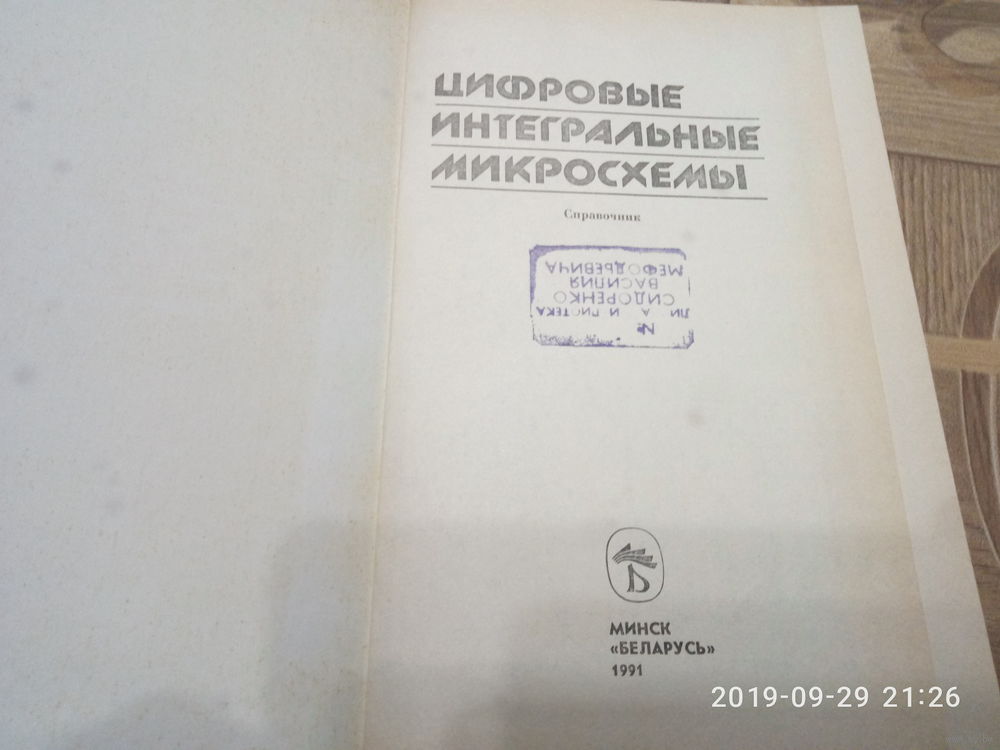 ЦИФРОВЫЕ
ИНТЕГРАЛЬНЫЕ
МИКРОСХЕМЫ
Справочник
№
СИДОРЕНКО
ВАСИЛИЯ
МЕФОДЬЕВИЧА
Б
МИНСК
«БЕЛАРУСЬ»
1991
2019-09-29 21:26